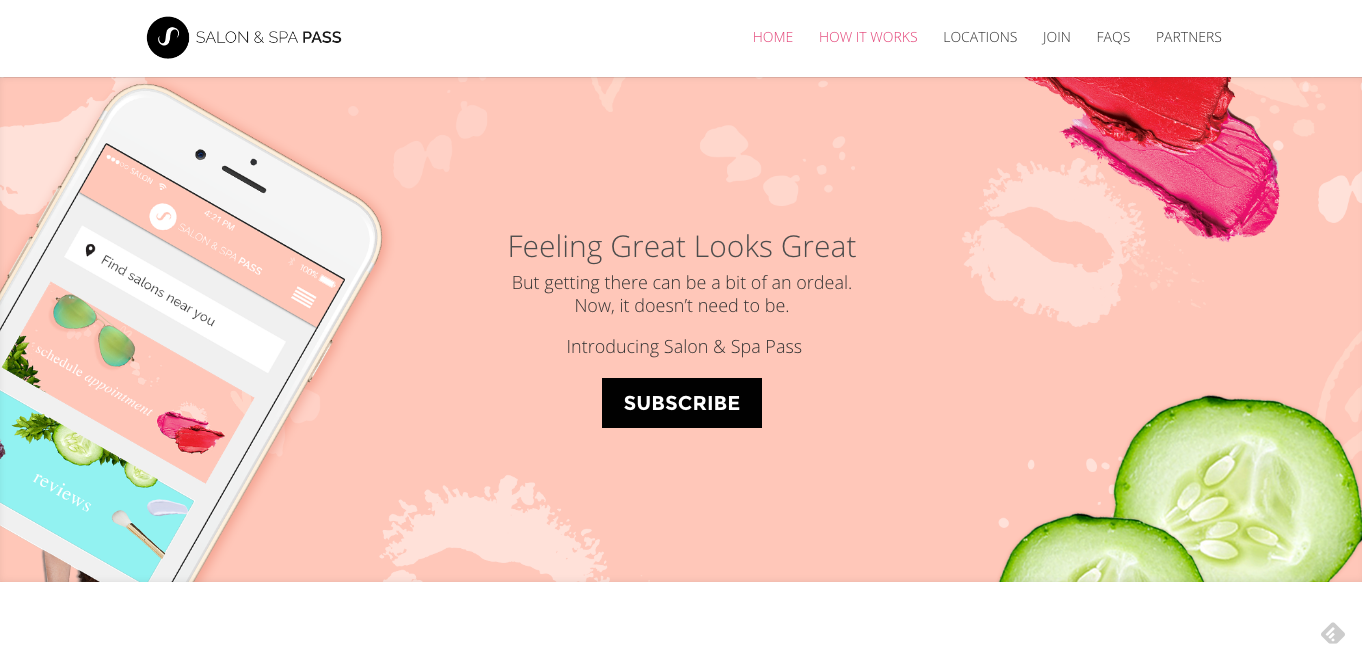 SALON & SPA PASS
HOME HOW IT WORKS LOCATIONS JOIN FAQS PARTNERS
SALON
4:21 PM
100%
SALON & SPA PASS
Find salons near you
schedule appointment
reviews
Feeling Great Looks Great
But getting there can be a bit of an ordeal.
Now, it doesn't need to be.
Introducing Salon & Spa Pass
SUBSCRIBE